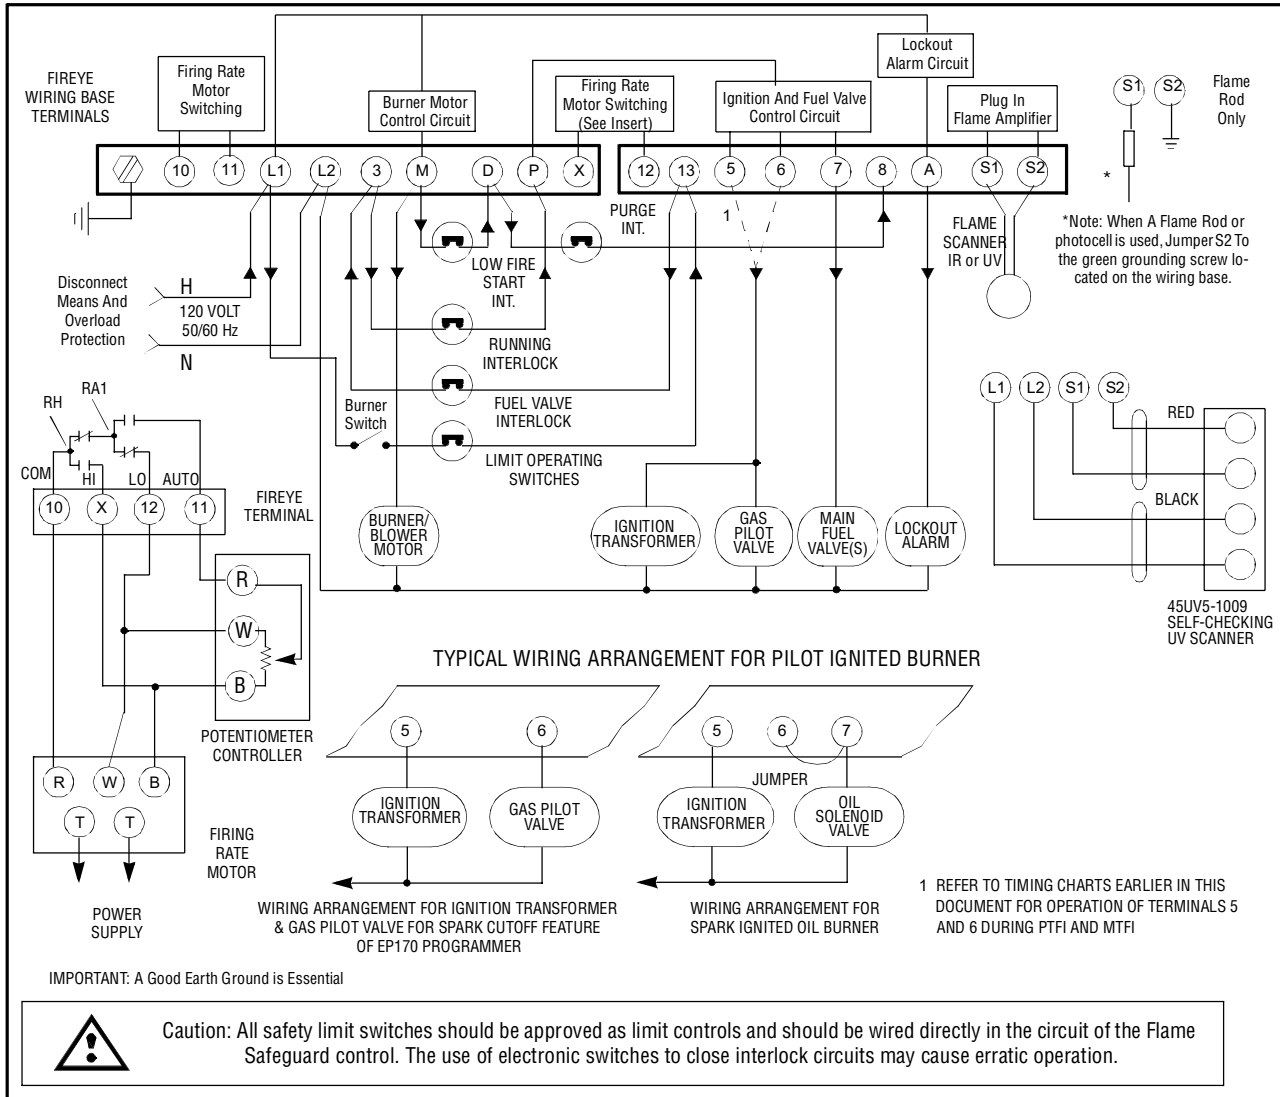 FIREYE
WIRING BASE
TERMINALS
Firing Rate
Motor
Switching
Burner Motor
Control Circuit
Firing Rate
Motor Switching
(See Insert)
Ignition And Fuel Valve
Control Circuit
Lockout
Alarm Circuit
Plug In
Flame Amplifier
S1 S2
Flame
Rod
Only
*
*Note: When A Flame Rod or
photocell is used, Jumper S2 To
the green grounding screw lo-
cated on the wiring base.
10 11 L1 L2 3 M D P X 12 13 5 6 7 8 A S1 S2
PURGE
INT.
1
FLAME
SCANNER
IR or UV
LOW FIRE
START
INT.
Disconnect
Means And
Overload
Protection
H
120 VOLT
50/60 Hz
N
RUNNING
INTERLOCK
FUEL VALVE
INTERLOCK
Burner
Switch
LIMIT OPERATING
SWITCHES
L1 L2 S1 S2
RED
BLACK
45UV5-1009
SELF-CHECKING
UV SCANNER
RH
RA1
COM
HI
LO
AUTO
10 X 12 11
FIREYE
TERMINAL
BURNER/
BLOWER
MOTOR
IGNITION
TRANSFORMER
GAS
PILOT
VALVE
MAIN
FUEL
VALVE(S)
LOCKOUT
ALARM
R
W
B
POTENTIOMETER
CONTROLLER
TYPICAL WIRING ARRANGEMENT FOR PILOT IGNITED BURNER
R W B
T T
FIRING
RATE
MOTOR
POWER
SUPPLY
5 6
IGNITION
TRANSFORMER
GAS PILOT
VALVE
WIRING ARRANGEMENT FOR IGNITION TRANSFORMER
& GAS PILOT VALVE FOR SPARK CUTOFF FEATURE
OF EP170 PROGRAMMER
5 6 7
JUMPER
IGNITION
TRANSFORMER
OIL
SOLENOID
VALVE
WIRING ARRANGEMENT FOR
SPARK IGNITED OIL BURNER
1 REFER TO TIMING CHARTS EARLIER IN THIS
DOCUMENT FOR OPERATION OF TERMINALS 5
AND 6 DURING PTFI AND MTFI
IMPORTANT: A Good Earth Ground is Essential
Caution: All safety limit switches should be approved as limit controls and should be wired directly in the circuit of the Flame
Safeguard control. The use of electronic switches to close interlock circuits may cause erratic operation.